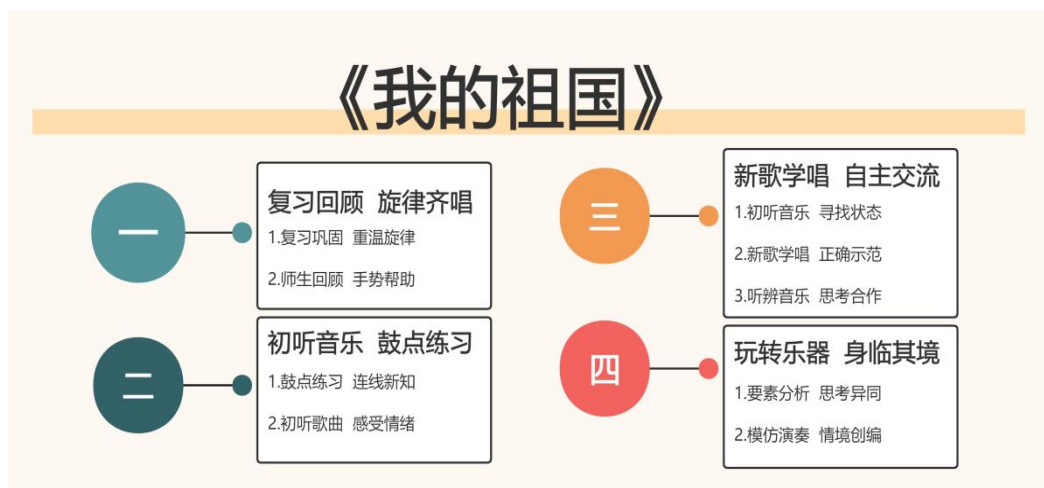 《我的祖国》
一
复习回顾 旋律齐唱
1.复习巩固 重温旋律
2.师生回顾 手势帮助
二
初听音乐 鼓点练习
1.鼓点练习 连线新知
2.初听歌曲 感受情绪
三
新歌学唱 自主交流
1.初听音乐 寻找状态
2.新歌学唱 正确示范
3.听辨音乐 思考合作
四
玩转乐器 身临其境
1.要素分析 思考异同
2.模仿演奏 情境创编